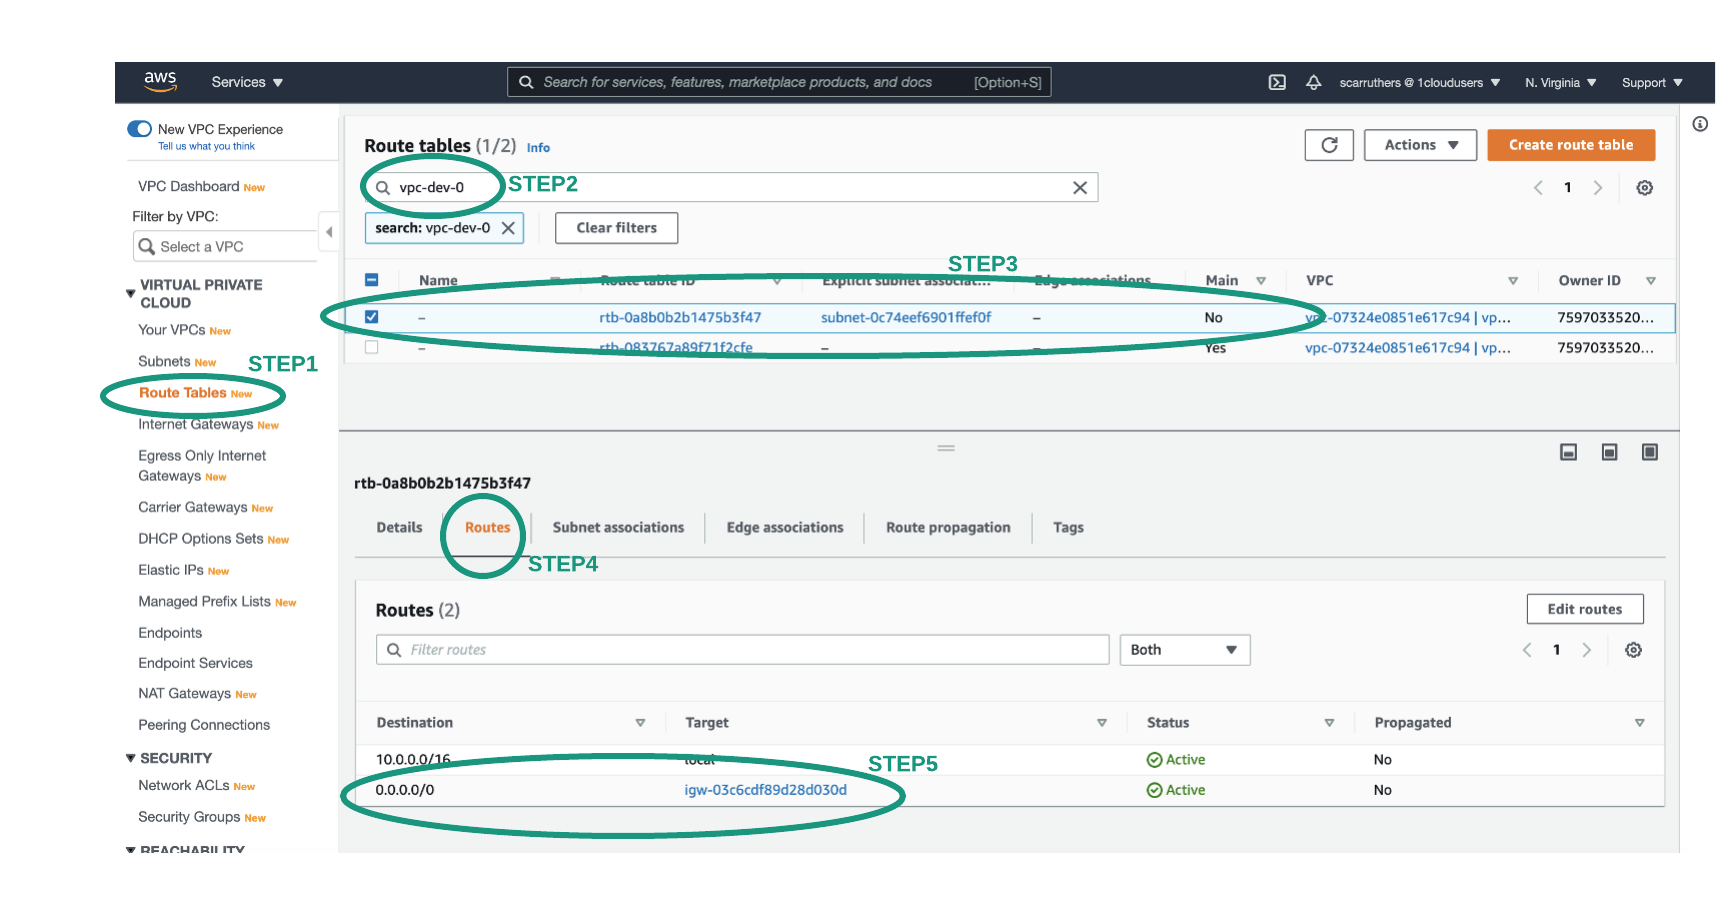 aws Services Search for services, features, marketplace products, and docs [Option+S] scarruthers @ 1cloudusers N. Virginia Support
New VPC Experience
Tell us what you think
VPC Dashboard New
Filter by VPC:
Select a VPC
VIRTUAL PRIVATE
CLOUD
Your VPCs New
Subnets New
STEP1
Route Tables New
Internet Gateways New
Egress Only Internet
Gateways New
Carrier Gateways New
DHCP Options Sets New
Elastic IPs New
Managed Prefix Lists New
Endpoints
Endpoint Services
NAT Gateways New
Peering Connections
SECURITY
Network ACLs New
Security Groups New
REACHABILITY
Route tables (1/2) Info
Actions Create route table
vpc-dev-0 STEP2
1
search: vpc-dev-0 Clear filters
STEP3
Name Route table ID Explicit subnet associat... Edge associations Main VPC Owner ID
– rtb-0a8b0b2b1475b3f47 subnet-0c74eef6901ffef0f – No vpc-07324e0851e617c94 | vp... 7597033520...
– rtb-083767a89f71f2cfe – – Yes vpc-07324e0851e617c94 | vp... 7597033520...
rtb-0a8b0b2b1475b3f47
Details Routes Subnet associations Edge associations Route propagation Tags
STEP4
Routes (2) Edit routes
Filter routes Both 1
Destination Target Status Propagated
10.0.0.0/16 local Active No
STEP5
0.0.0.0/0 igw-03c6cdf89d28d030d Active No